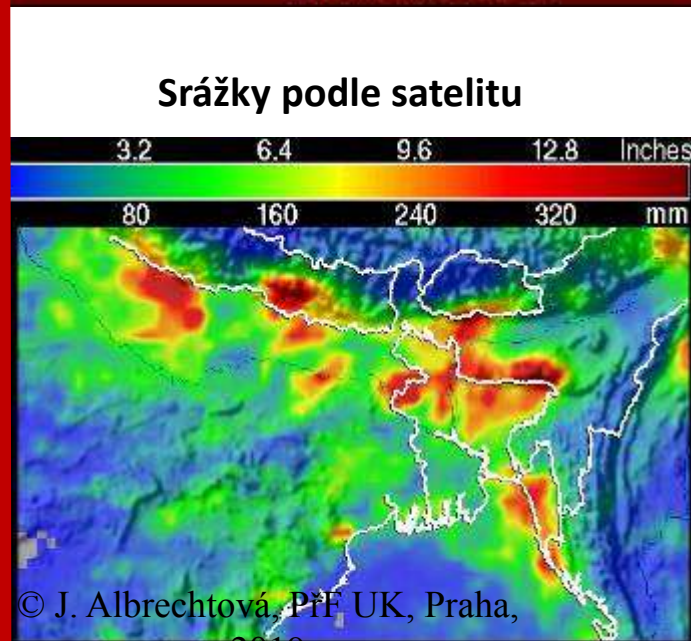 Srážky podle satelitu
3.2 6.4 9.6 12.8 Inches
80 160 240 320 mm
© J. Albrechtová, PřF UK, Praha,